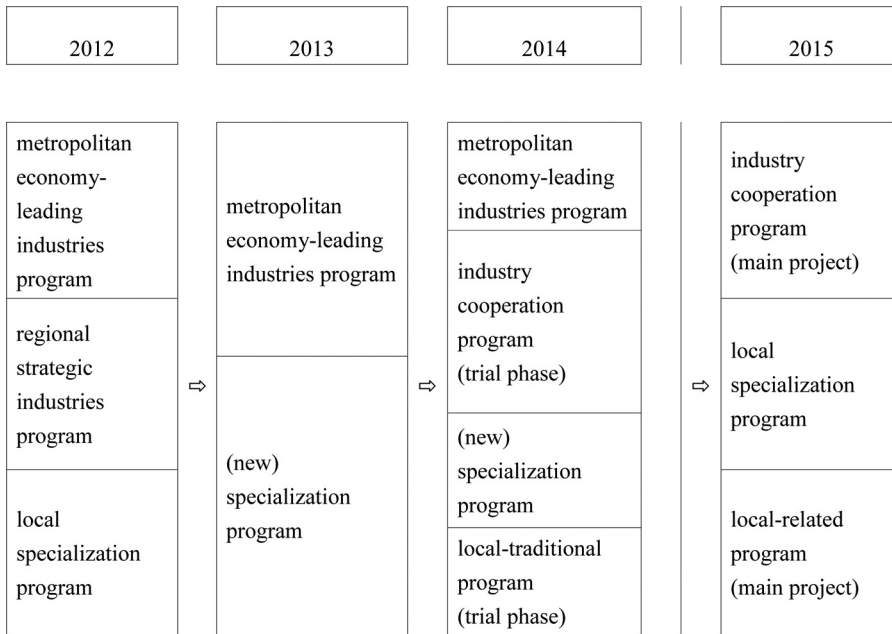 2012
2013
2014
2015
metropolitan
economy-
leading
industries
program
regional
strategic
industries
program
local
specialization
program
metropolitan
economy-leading
industries program
(new)
specialization
program
metropolitan
economy-leading
industries program
industry
cooperation
program
(trial phase)
(new)
specialization
program
local-traditional
program
(trial phase)
industry
cooperation
program
(main project)
local
specialization
program
local-related
program
(main project)